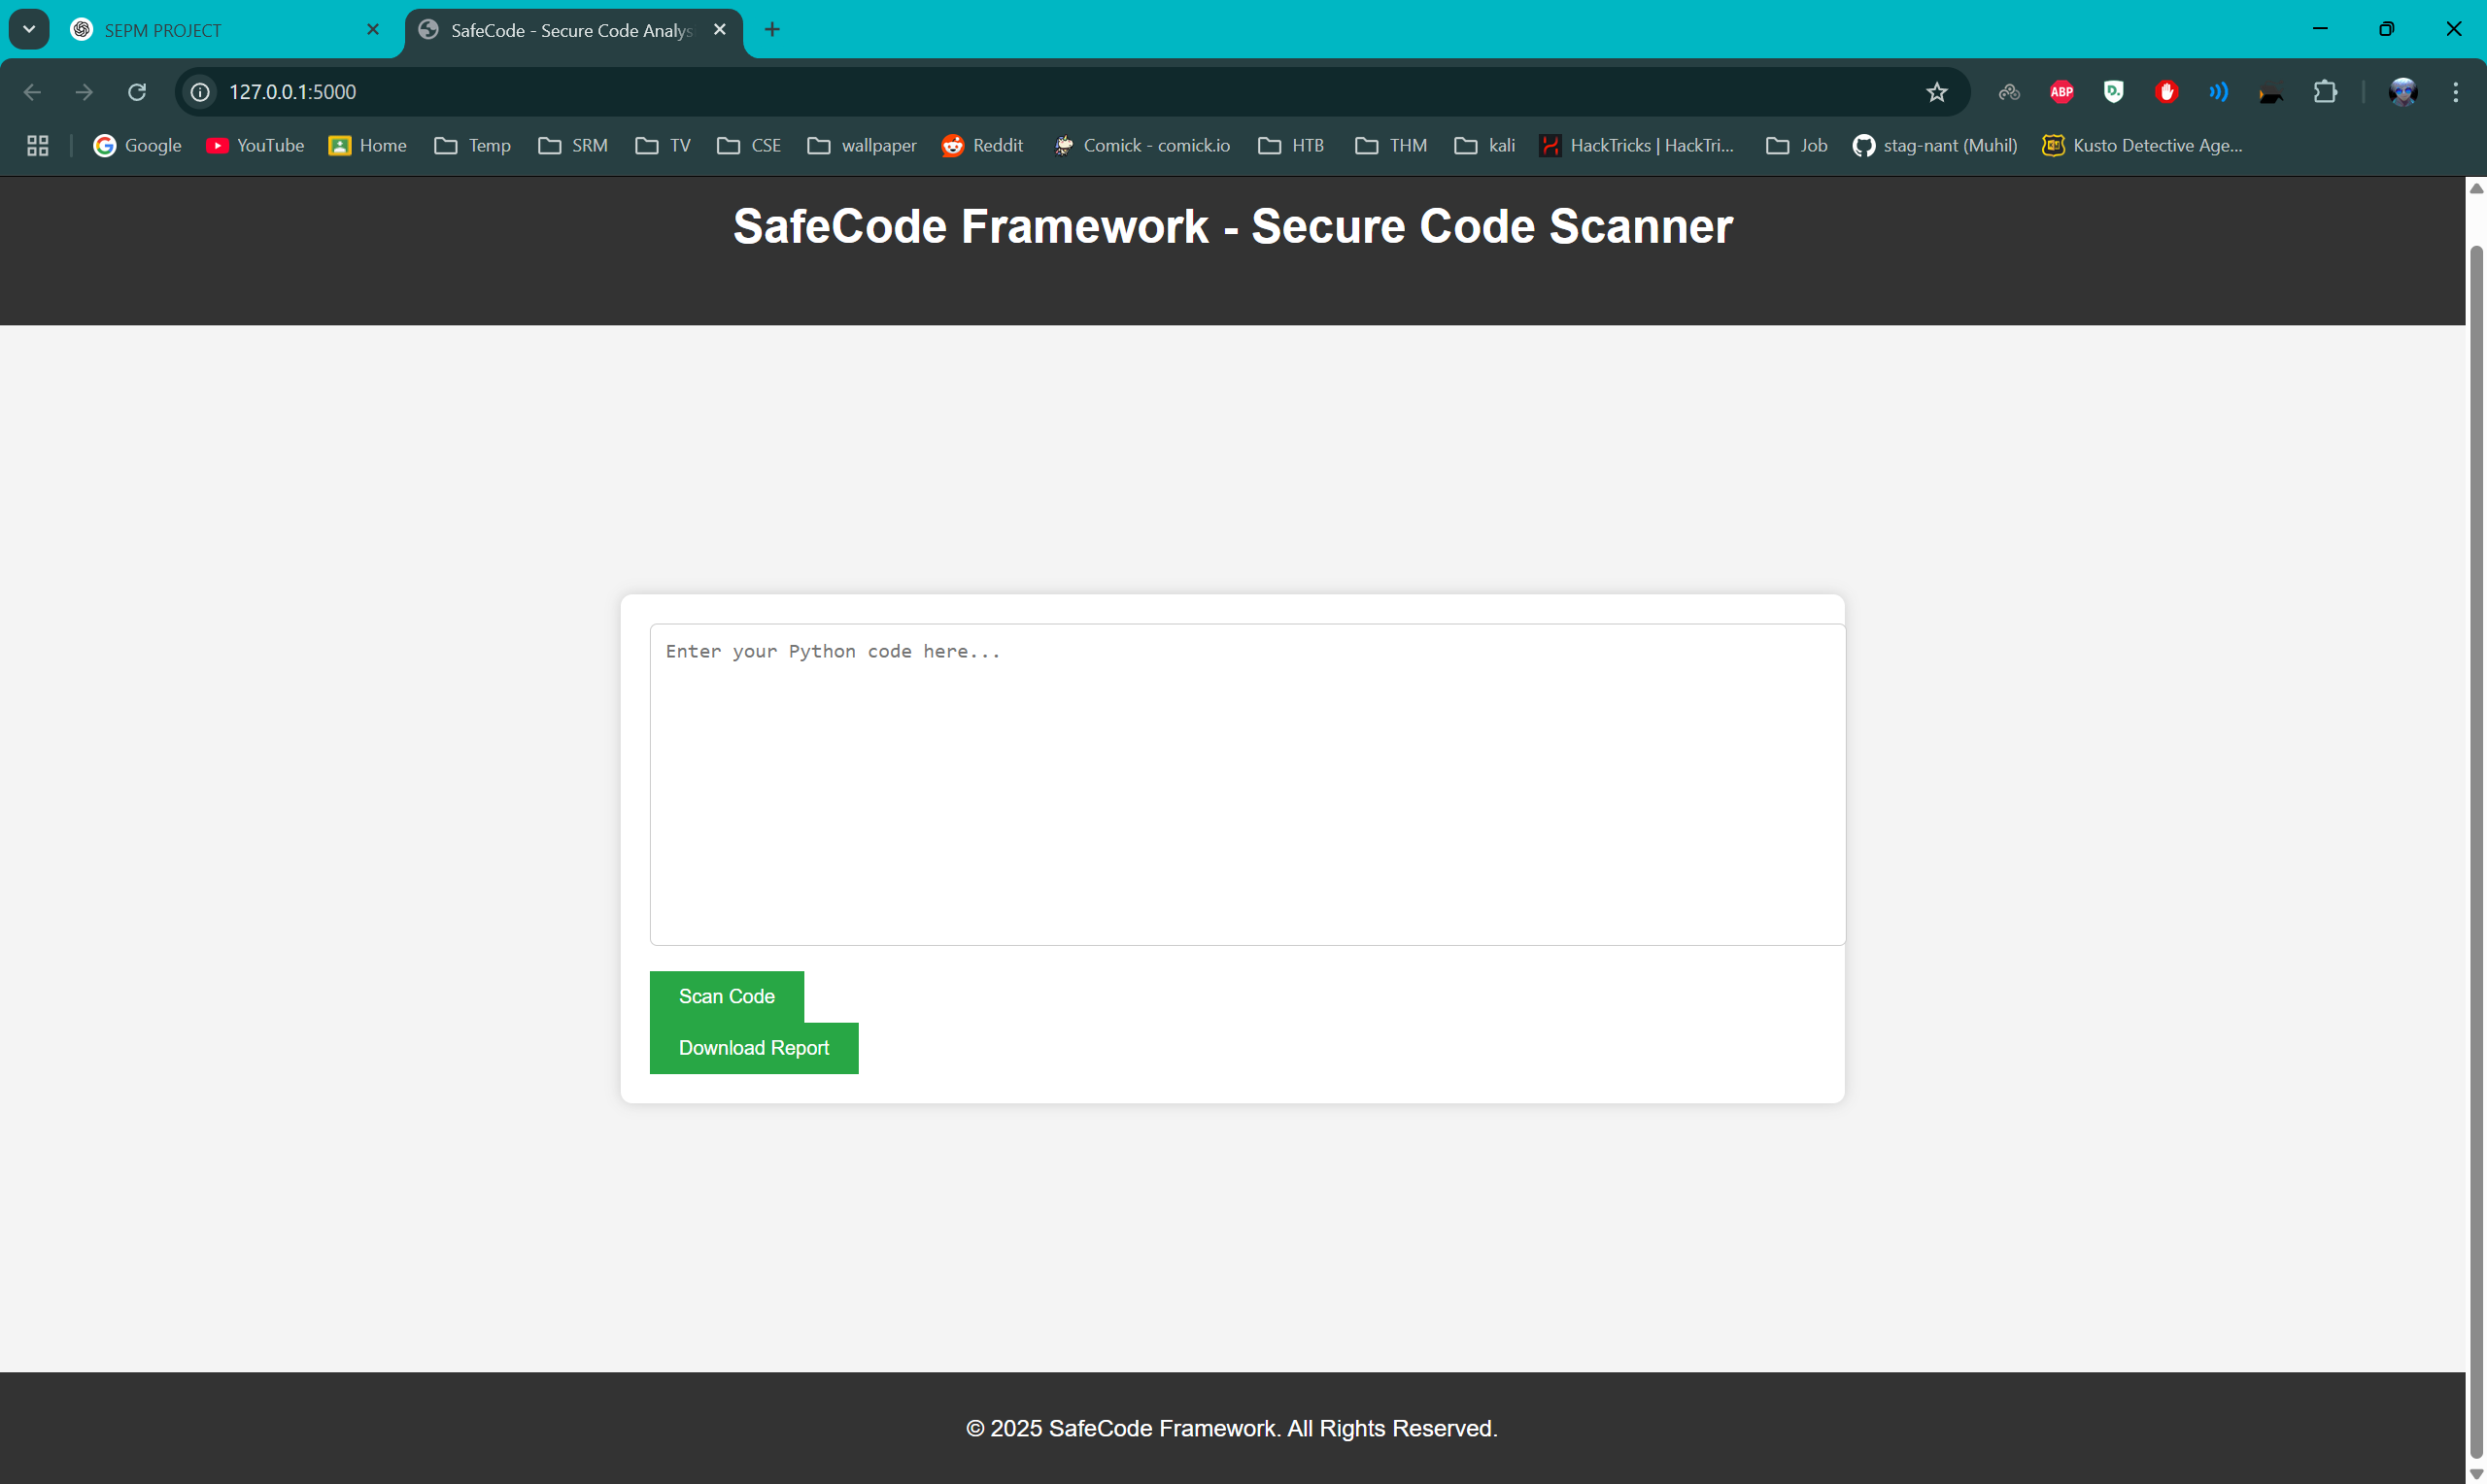 SEPM PROJECT
SafeCode - Secure Code Analys
127.0.0.1:5000
ABP
D.
Google
YouTube
Home
Temp
SRM
TV
CSE
wallpaper
Reddit
Comick - comick.io
HTB
THM
kali
HackTricks | HackTri...
Job
stag-nant (Muhil)
Kusto Detective Age...
SafeCode Framework - Secure Code Scanner
Enter your Python code here...
Scan Code
Download Report
© 2025 SafeCode Framework. All Rights Reserved.